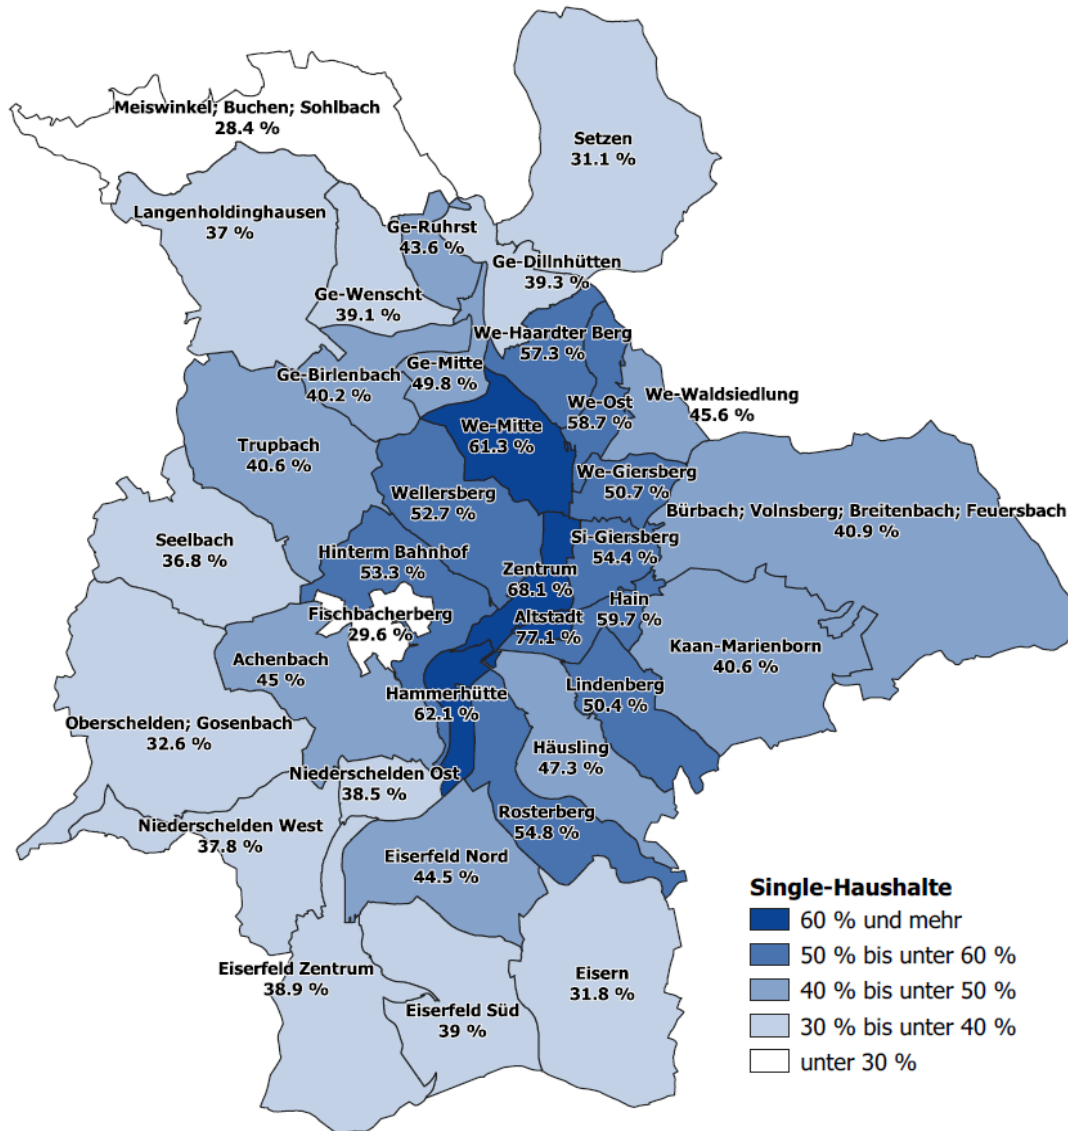 Meiswinkel; Buchen; Sohlbach
28.4 %
Setzen
31.1 %
Langenholdinghausen
37 %
Ge-Ruhrst
43.6 %
Ge-Dillnhütten
39.3 %
Ge-Wenscht
39.1 %
We-Haardter Berg
57.3 %
Ge-Mitte
49.8 %
Ge-Birlenbach
40.2 %
We-Waldsiedlung
45.6 %
We-Ost
58.7 %
We-Mitte
61.3 %
Trupbach
40.6 %
We-Giersberg
50.7 %
Wellersberg
52.7 %
Bürbach; Volnsberg; Breitenbach; Feuersbach
40.9 %
Seelbach
36.8 %
Si-Giersberg
54.4 %
Hinterm Bahnhof
53.3 %
Zentrum
68.1 %
Hain
59.7 %
Fischbacherberg
29.6 %
Altstadt
77.1 %
Kaan-Marienborn
40.6 %
Achenbach
45 %
Lindenberg
50.4 %
Hammerhütte
62.1 %
Oberschelden; Gosenbach
32.6 %
Häusling
47.3 %
Niederschelden Ost
38.5 %
Rosterberg
54.8 %
Niederschelden West
37.8 %
Eiserfeld Nord
44.5 %
Eiserfeld Zentrum
38.9 %
Eisern
31.8 %
Eiserfeld Süd
39 %
Single-Haushalte
60 % und mehr
50 % bis unter 60 %
40 % bis unter 50 %
30 % bis unter 40 %
unter 30 %